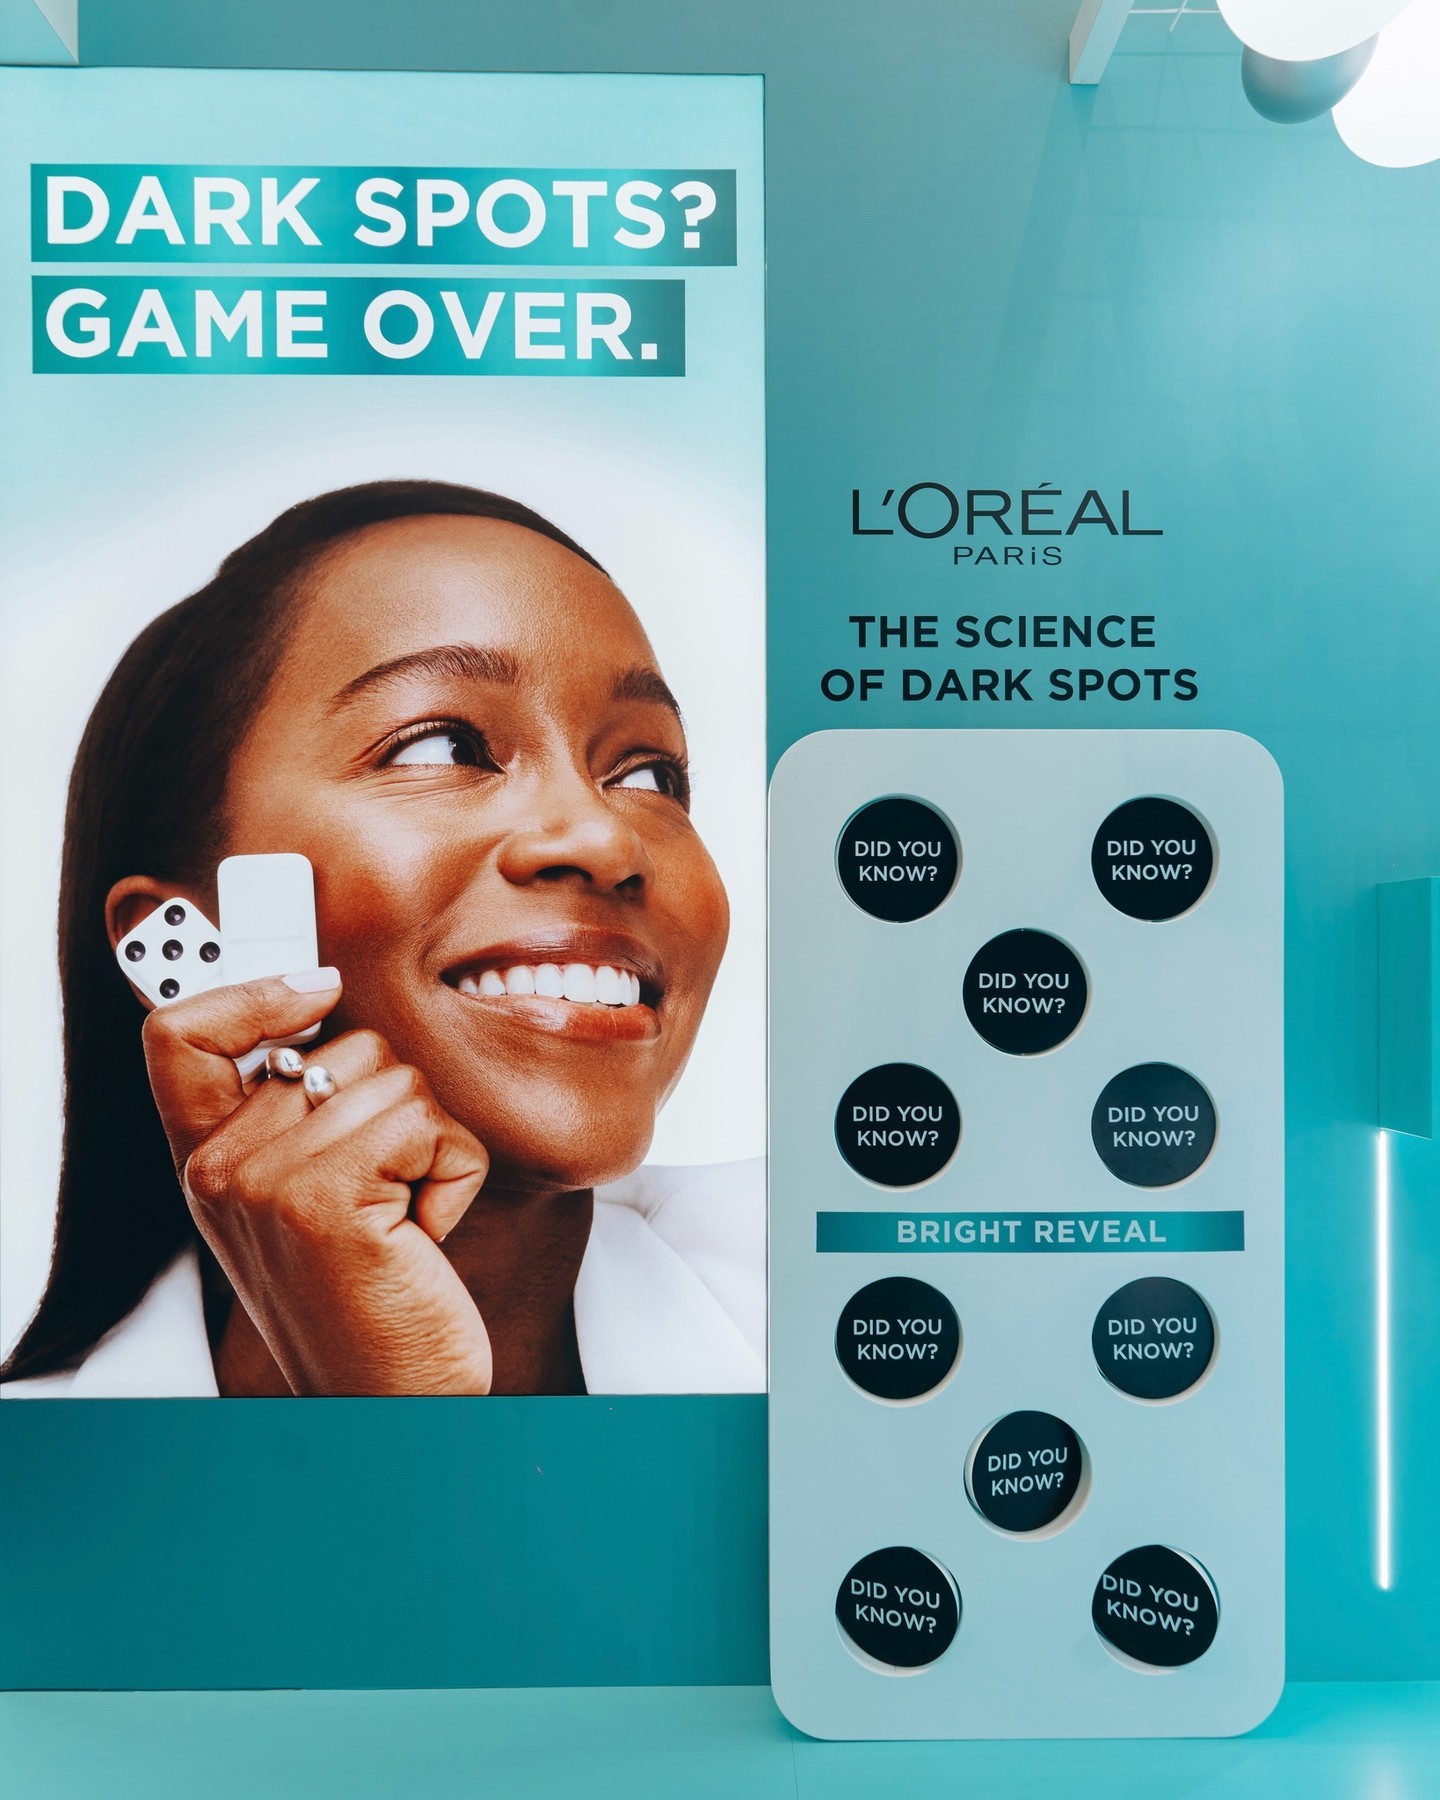 DARK SPOTS?
GAME OVER.
L'ORÉAL
PARiS
THE SCIENCE
OF DARK SPOTS
DID YOU
KNOW?
DID YOU
KNOW?
DID YOU
KNOW?
DID YOU
KNOW?
DID YOU
KNOW?
BRIGHT REVEAL
DID YOU
KNOW?
DID YOU
KNOW?
DID YOU
KNOW?
DID YOU
KNOW?
DID YOU
KNOW?